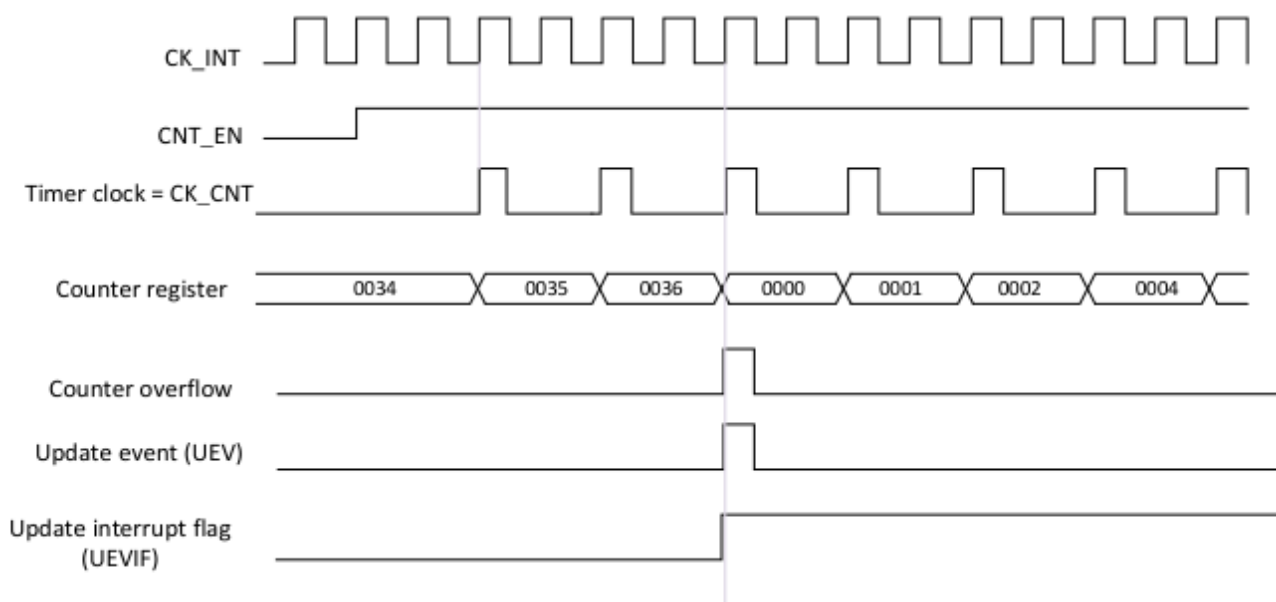 CK_INT
CNT_EN
Timer clock = CK_CNT
Counter register
0034
0035
0036
0000
0001
0002
0004
Counter overflow
Update event (UEV)
Update interrupt flag
(UEVIF)